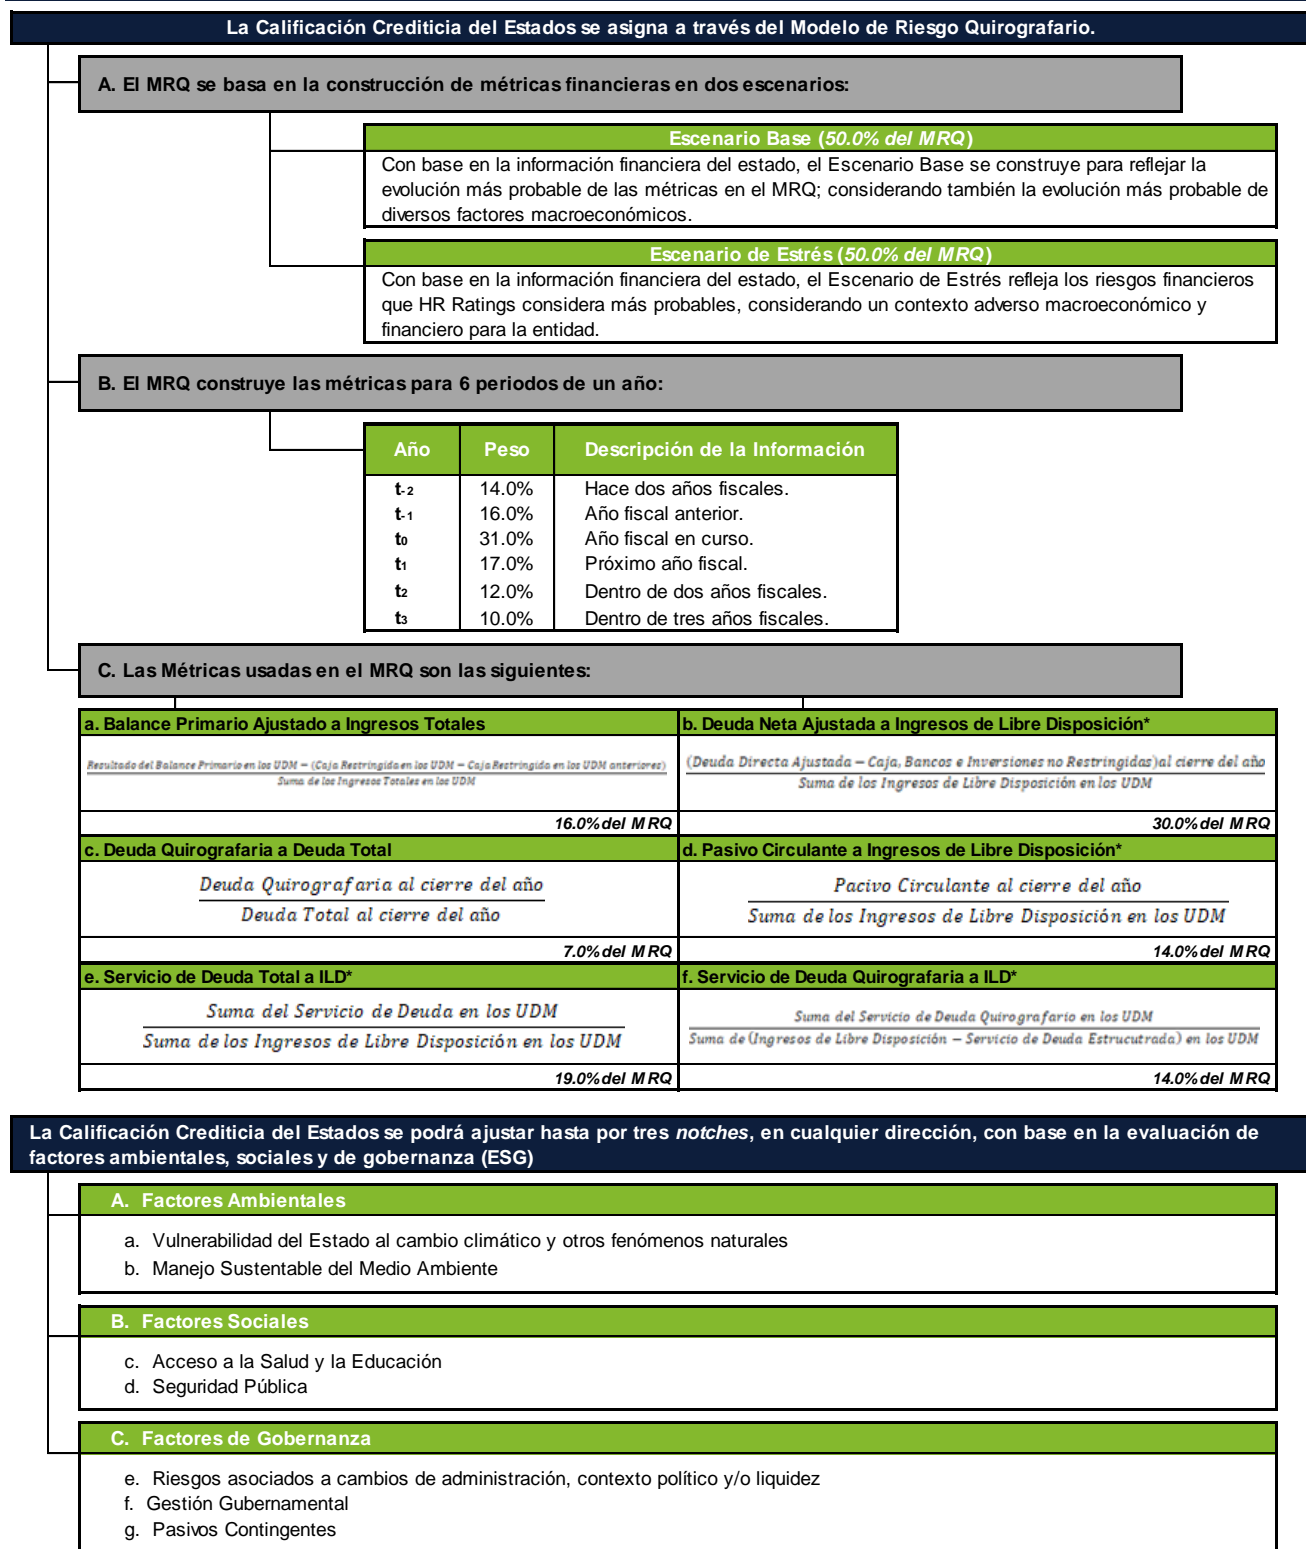 La Calificación Crediticia del Estados se asigna a través del Modelo de Riesgo Quirografario.
A. El MRQ se basa en la construcción de métricas financieras en dos escenarios:
Escenario Base (50.0% del MRQ)
Con base en la información financiera del estado, el Escenario Base se construye para reflejar la
evolución más probable de las métricas en el MRQ; considerando también la evolución más probable de
diversos factores macroeconómicos.
Escenario de Estrés (50.0% del MRQ)
Con base en la información financiera del estado, el Escenario de Estrés refleja los riesgos financieros
que HR Ratings considera más probables, considerando un contexto adverso macroeconómico y
financiero para la entidad.
B. El MRQ construye las métricas para 6 periodos de un año:
Año Peso Descripción de la Información
t-2 14.0% Hace dos años fiscales.
t-1 16.0% Año fiscal anterior.
t0 31.0% Año fiscal en curso.
t1 17.0% Próximo año fiscal.
t2 12.0% Dentro de dos años fiscales.
t3 10.0% Dentro de tres años fiscales.
C. Las Métricas usadas en el MRQ son las siguientes:
a. Balance Primario Ajustado a Ingresos Totales
Resultado del Balance Primario en los UDM − (Caja Restringida en los UDM − Caja Restringida en los UDM anteriores)
Suma de los Ingresos Totales en los UDM
16.0% del MRQ
b. Deuda Neta Ajustada a Ingresos de Libre Disposición*
(Deuda Directa Ajustada − Caja, Bancos e Inversiones no Restringidas)al cierre del año
Suma de los Ingresos de Libre Disposición en los UDM
30.0% del MRQ
c. Deuda Quirografaria a Deuda Total
Deuda Quirografaria al cierre del año
Deuda Total al cierre del año
7.0% del MRQ
d. Pasivo Circulante a Ingresos de Libre Disposición*
Pacivo Circulante al cierre del año
Suma de los Ingresos de Libre Disposición en los UDM
14.0% del MRQ
e. Servicio de Deuda Total a ILD*
Suma del Servicio de Deuda en los UDM
Suma de los Ingresos de Libre Disposición en los UDM
19.0% del MRQ
f. Servicio de Deuda Quirografaria a ILD*
Suma del Servicio de Deuda Quirografario en los UDM
Suma de (Ingresos de Libre Disposición − Servicio de Deuda Estrucutrada) en los UDM
14.0% del MRQ
La Calificación Crediticia del Estados se podrá ajustar hasta por tres notches, en cualquier dirección, con base en la evaluación de
factores ambientales, sociales y de gobernanza (ESG)
A. Factores Ambientales
a. Vulnerabilidad del Estado al cambio climático y otros fenómenos naturales
b. Manejo Sustentable del Medio Ambiente
B. Factores Sociales
c. Acceso a la Salud y la Educación
d. Seguridad Pública
C. Factores de Gobernanza
e. Riesgos asociados a cambios de administración, contexto político y/o liquidez
f. Gestión Gubernamental
g. Pasivos Contingentes